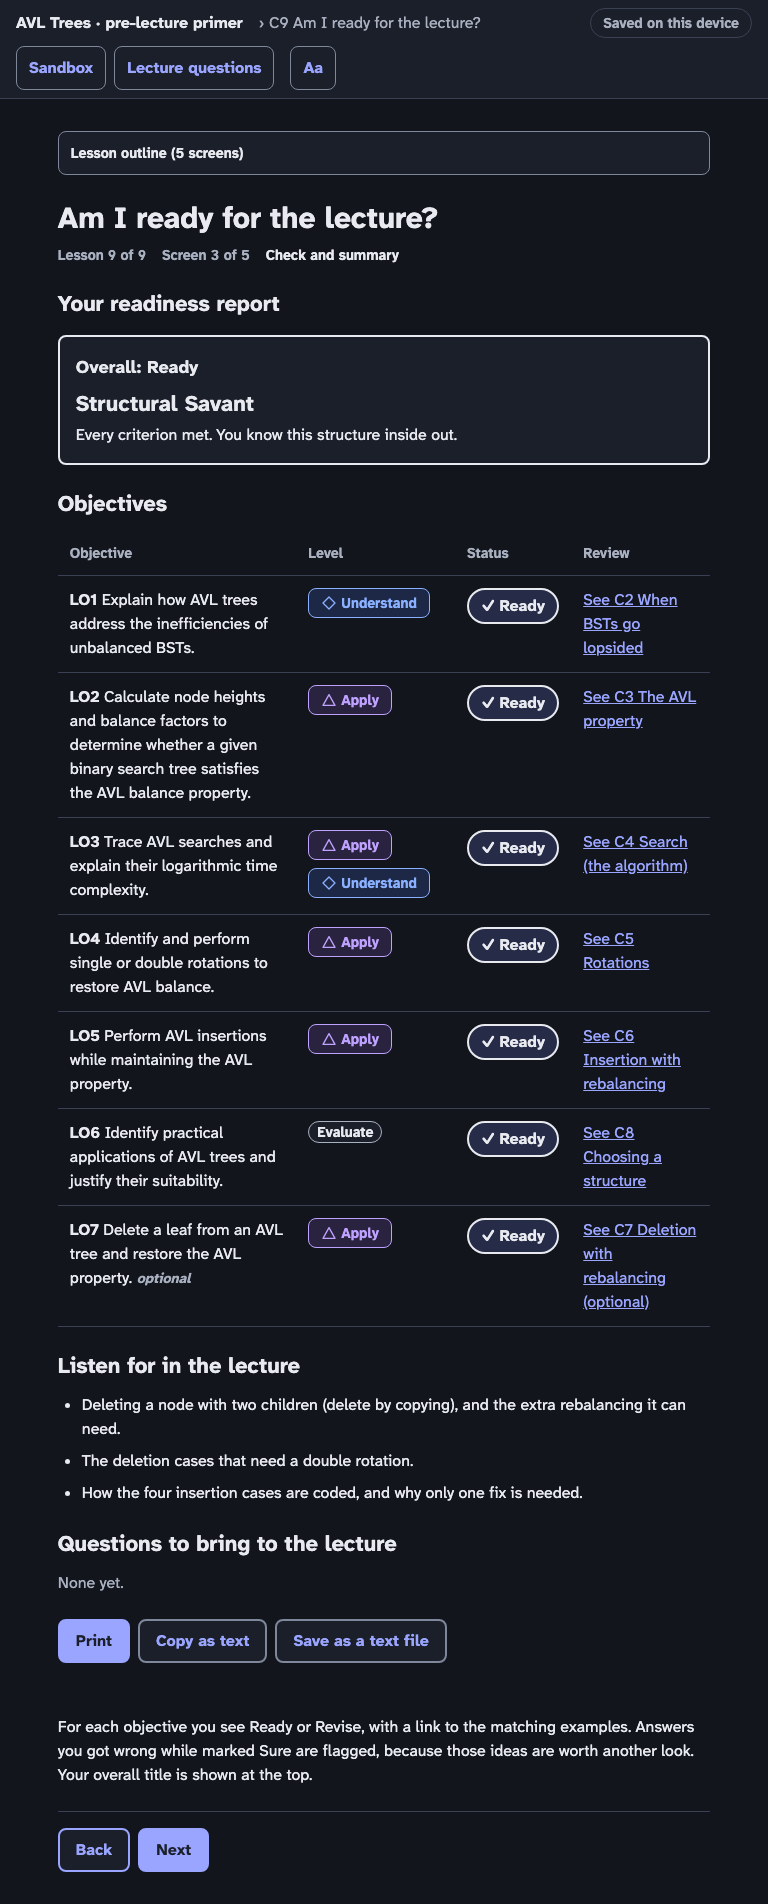 AVL Trees · pre-lecture primer › C9 Am I ready for the lecture? Saved on this device
Sandbox Lecture questions Aa
Lesson outline (5 screens)
Am I ready for the lecture?
Lesson 9 of 9 Screen 3 of 5 Check and summary
Your readiness report
Overall: Ready
Structural Savant
Every criterion met. You know this structure inside out.
Objectives
Objective Level Status Review
LO1 Explain how AVL trees
address the inefficiencies of
unbalanced BSTs.
◇ Understand
✓ Ready
See C2 When
BSTs go
lopsided
LO2 Calculate node heights
and balance factors to
determine whether a given
binary search tree satisfies
the AVL balance property.
△ Apply
✓ Ready
See C3 The AVL
property
LO3 Trace AVL searches and
explain their logarithmic time
complexity.
△ Apply
◇ Understand
✓ Ready
See C4 Search
(the algorithm)
LO4 Identify and perform
single or double rotations to
restore AVL balance.
△ Apply
✓ Ready
See C5
Rotations
LO5 Perform AVL insertions
while maintaining the AVL
property.
△ Apply
✓ Ready
See C6
Insertion with
rebalancing
LO6 Identify practical
applications of AVL trees and
justify their suitability.
Evaluate
✓ Ready
See C8
Choosing a
structure
LO7 Delete a leaf from an AVL
tree and restore the AVL
property. optional
△ Apply
✓ Ready
See C7 Deletion
with
rebalancing
(optional)
Listen for in the lecture
• Deleting a node with two children (delete by copying), and the extra rebalancing it can
need.
• The deletion cases that need a double rotation.
• How the four insertion cases are coded, and why only one fix is needed.
Questions to bring to the lecture
None yet.
Print Copy as text Save as a text file
For each objective you see Ready or Revise, with a link to the matching examples. Answers
you got wrong while marked Sure are flagged, because those ideas are worth another look.
Your overall title is shown at the top.
Back Next